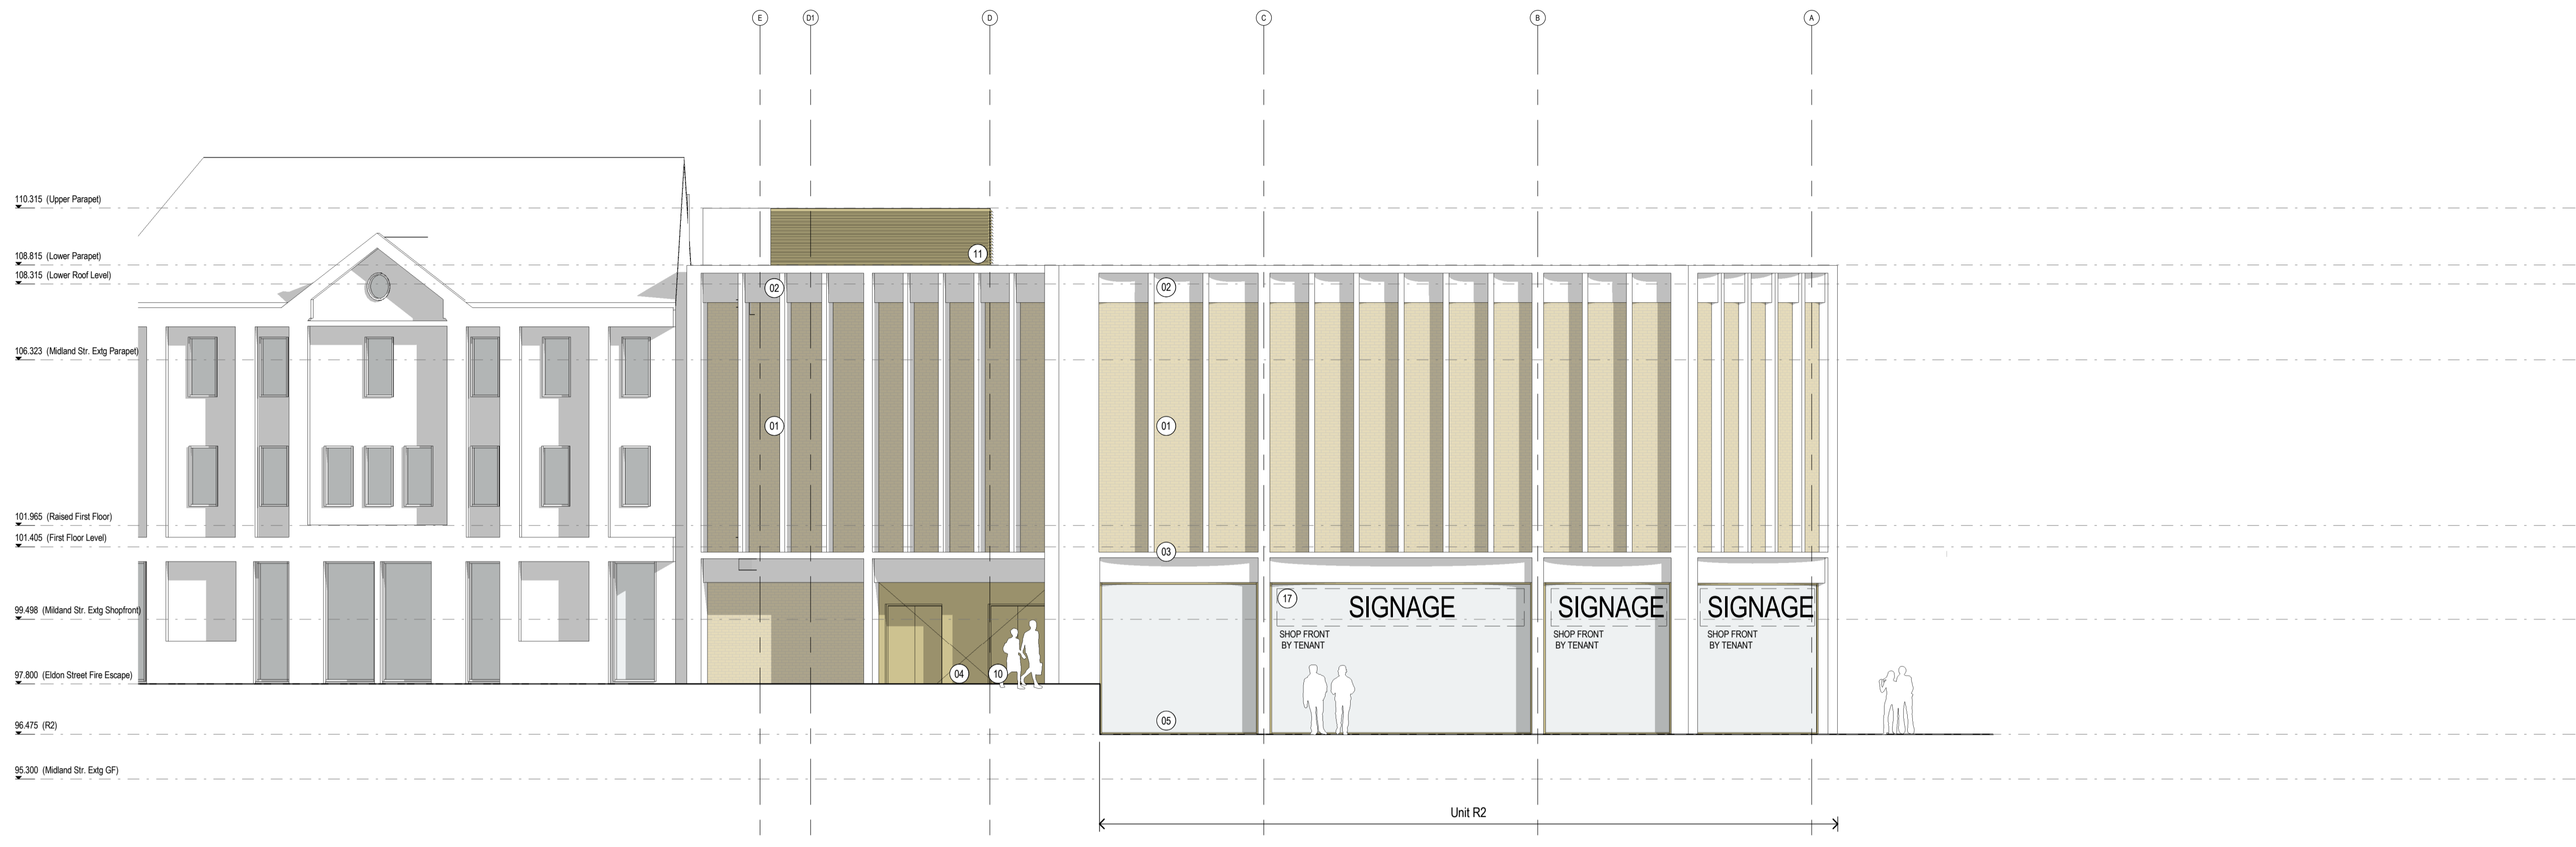 E
D1
D
C
B
A
110.315 (Upper Parapet)
108.815 (Lower Parapet)
108.315 (Lower Roof Level)
106.323 (Midland Str. Extg Parapet)
101.965 (Raised First Floor)
101.405 (First Floor Level)
99.498 (Mildand Str. Extg Shopfront)
97.800 (Eldon Street Fire Escape)
96.475 (R2)
95.300 (Midland Str. Extg GF)
11
02
02
01
01
03
17
SIGNAGE
SIGNAGE
SIGNAGE
SHOP FRONT
BY TENANT
SHOP FRONT
BY TENANT
SHOP FRONT
BY TENANT
04
10
05
Unit R2